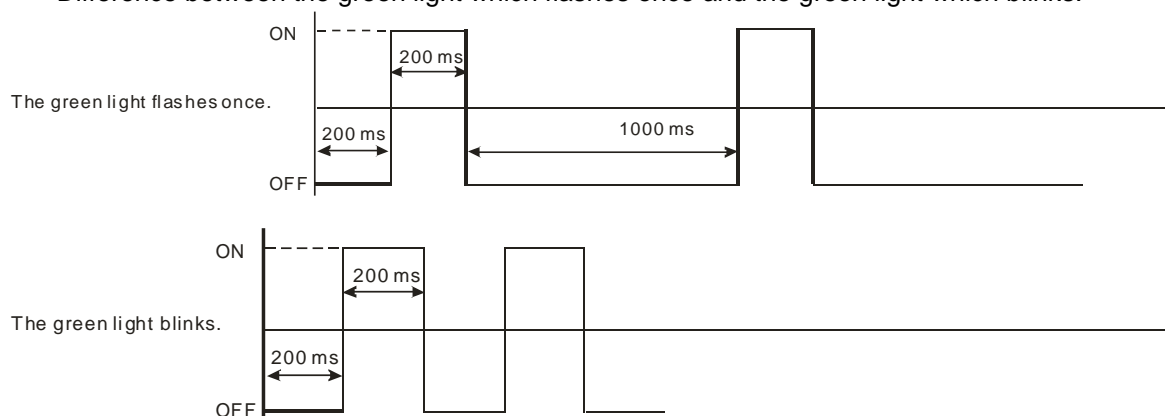 Difference between the green light which flashes once and the green light which blinks.
ON
200 ms
The green light flashes once.
200 ms
1000 ms
OFF
ON
200 ms
The green light blinks.
200 ms
OFF